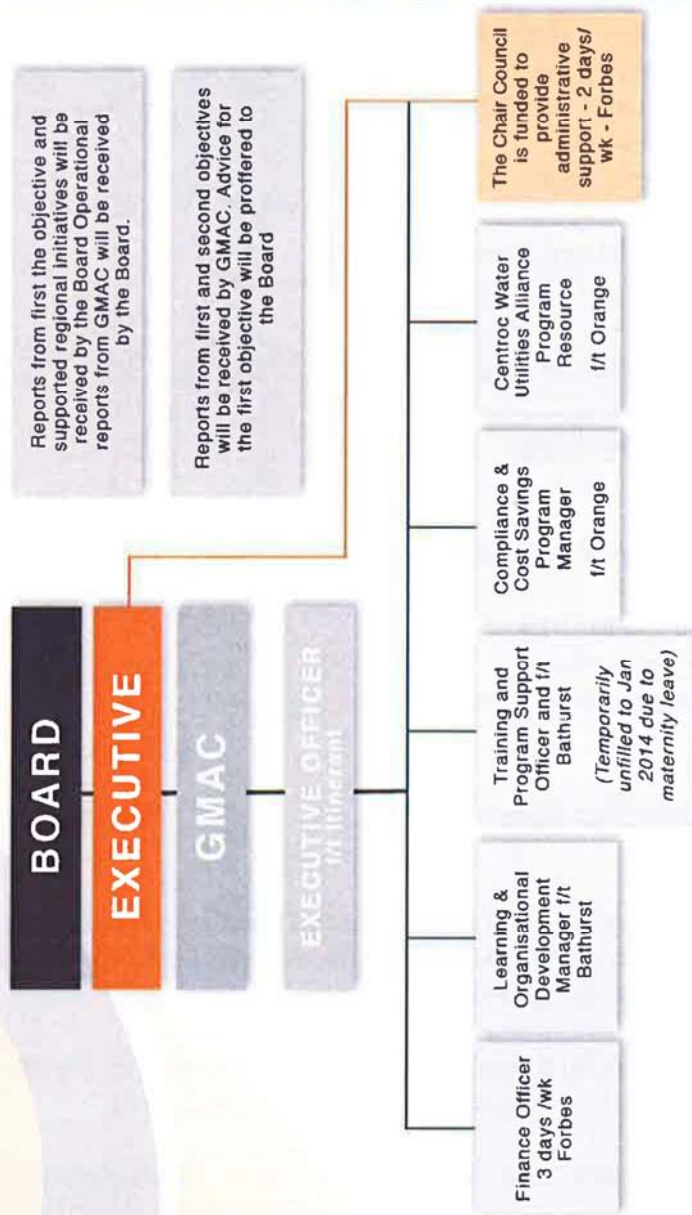 BOARD
EXECUTIVE
GMAC
EXECUTIVE OFFICER
f/t Itinerant
Reports from first the objective and
supported regional initiatives will be
received by the Board Operational
reports from GMAC will be received
by the Board.
Reports from first and second objectives
will be received by GMAC. Advice for
the first objective will be proffered to
the Board
Finance Officer
3 days /wk
Forbes
Learning &
Organisational
Development
Manager f/t
Bathurst
Training and
Program Support
Officer and f/t
Bathurst
(Temporarily
unfilled to Jan
2014 due to
maternity leave)
Compliance &
Cost Savings
Program
Manager
f/t Orange
Centroc Water
Utilities Alliance
Program
Resource
f/t Orange
The Chair Council
is funded to
provide
administrative
support - 2 days/
wk - Forbes